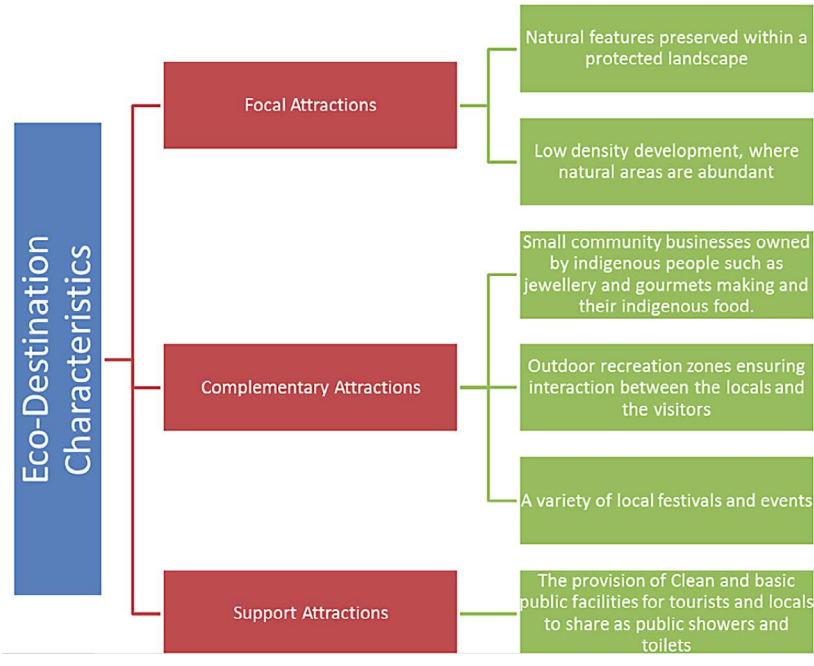 Eco-Destination
Characteristics
Focal Attractions
Natural features preserved within a
protected landscape
Low density development, where
natural areas are abundant
Complementary Attractions
Small community businesses owned
by indigenous people such as
jewellery and gourmets making and
their indigenous food.
Outdoor recreation zones ensuring
interaction between the locals and
the visitors
A variety of local festivals and events
Support Attractions
The provision of Clean and basic
public facilities for tourists and locals
to share as public showers and
toilets